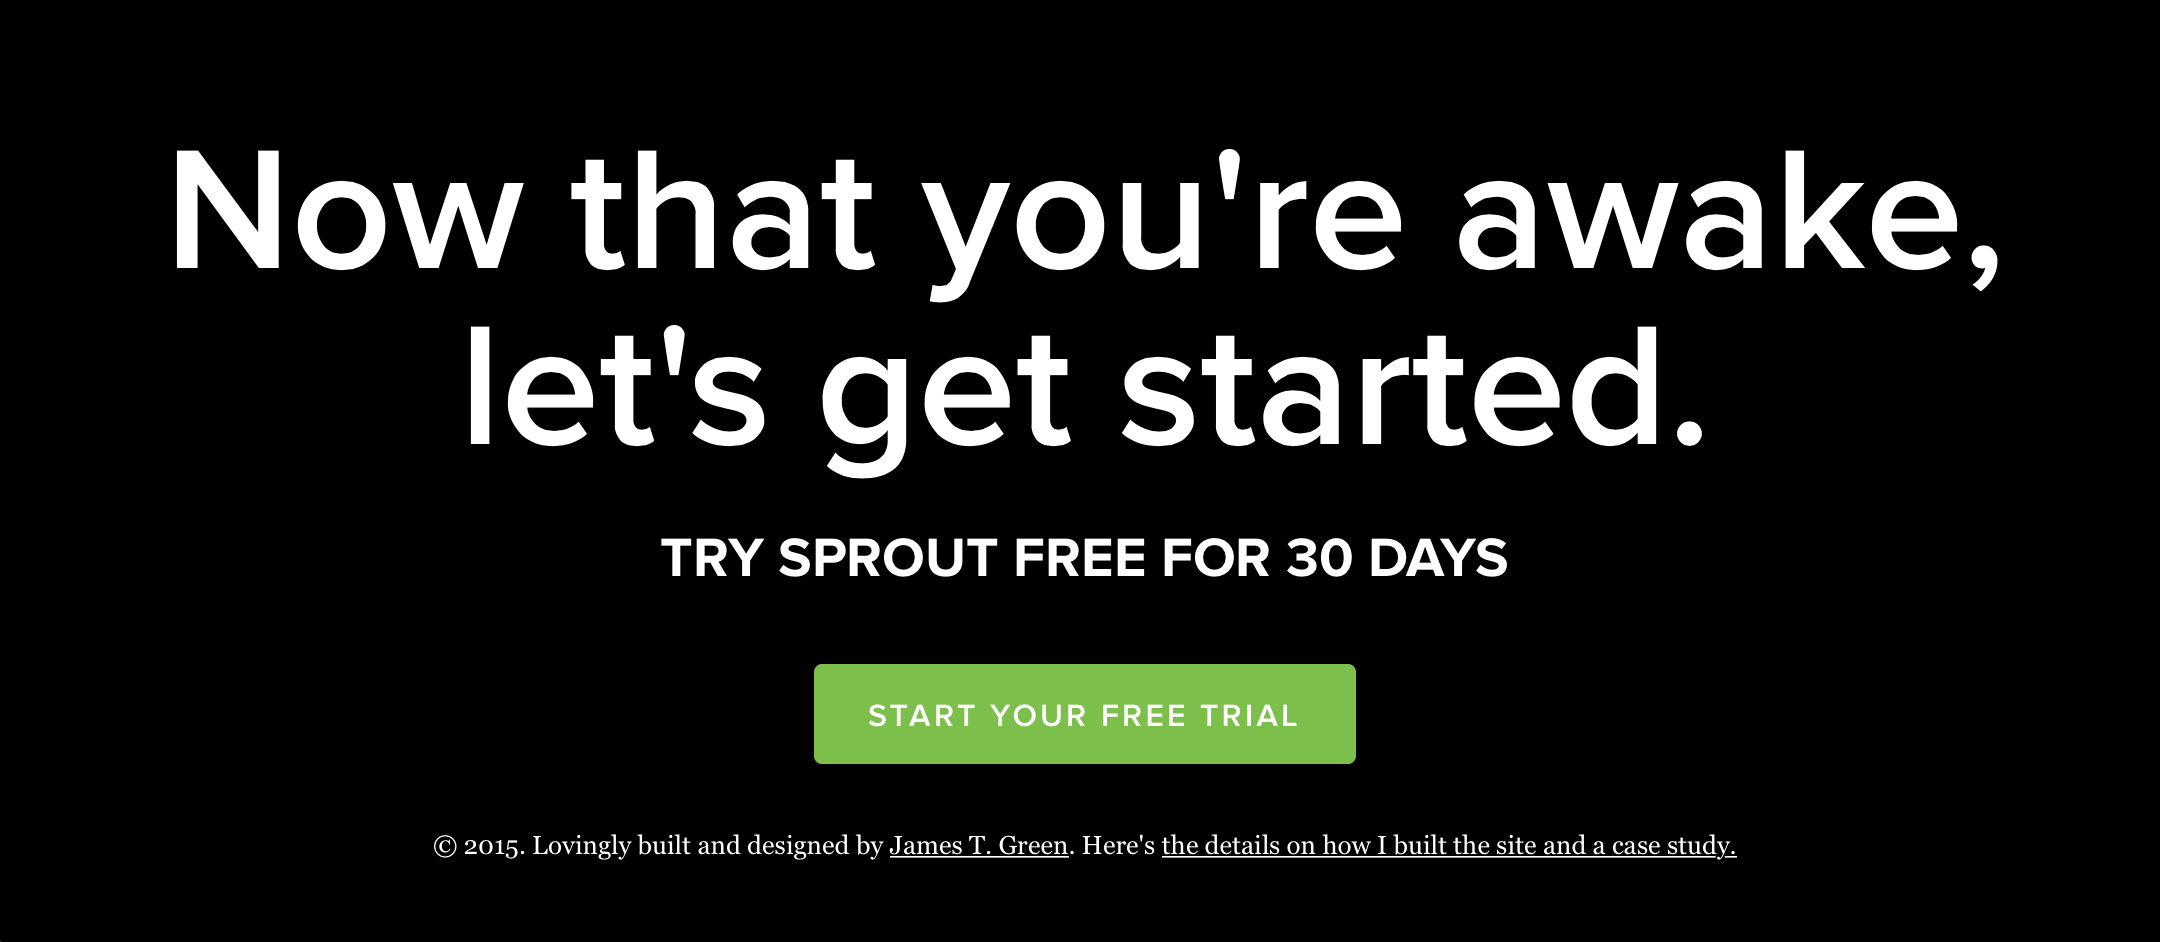 Now that you're awake,
let's get started.
TRY SPROUT FREE FOR 30 DAYS
START YOUR FREE TRIAL
© 2015. Lovingly built and designed by James T. Green. Here's the details on how I built the site and a case study.